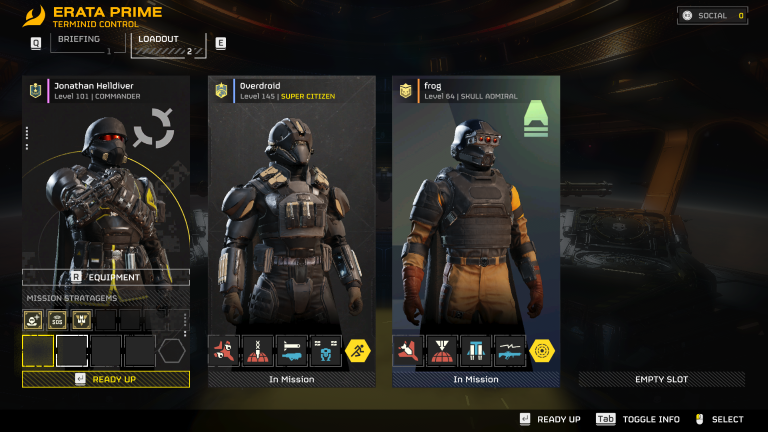 ERATA PRIME
TERMINID CONTROL
SOCIAL 0
Q BRIEFING 1 LOADOUT 2 E
Jonathan Helldiver
Level 101 | COMMANDER
Overdroid
Level 145 | SUPER CITIZEN
frog
Level 64 | SKULL ADMIRAL
R EQUIPMENT
MISSION STRATAGEMS
SOS
READY UP
In Mission
In Mission
EMPTY SLOT
READY UP Tab TOGGLE INFO SELECT